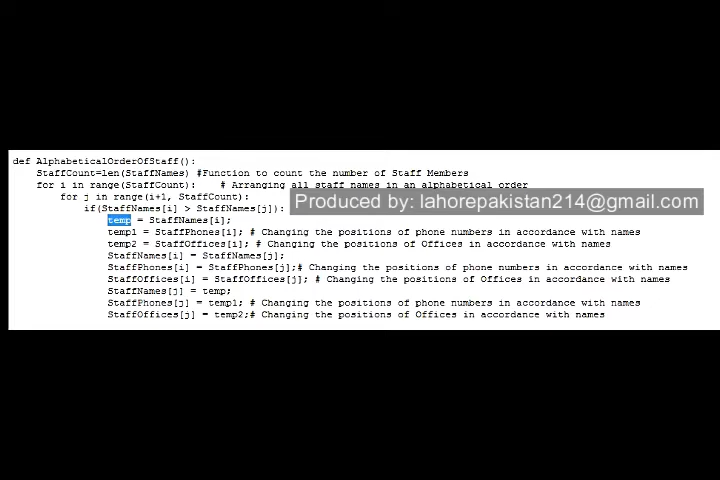 def AlphabeticalOrderOfStaff():
StaffCount=len(StaffNames) #Function to count the number of Staff Members
for i in range(StaffCount): # Arranging all staff names in an alphabetical order
for j in range(i+1, StaffCount):
if(StaffNames[i] > StaffNames[j]):
Produced by: lahorepakistan214@gmail.com
temp = StaffNames[i];
temp1 = StaffPhones[i]; # Changing the positions of phone numbers in accordance with names
temp2 = StaffOffices[i]; # Changing the positions of Offices in accordance with names
StaffNames[i] = StaffNames[j];
StaffPhones[i] = StaffPhones[j];# Changing the positions of phone numbers in accordance with names
StaffOffices[i] = StaffOffices[j]; # Changing the positions of Offices in accordance with names
StaffNames[j] = temp;
StaffPhones[j] = temp1; # Changing the positions of phone numbers in accordance with names
StaffOffices[j] = temp2;# Changing the positions of Offices in accordance with names